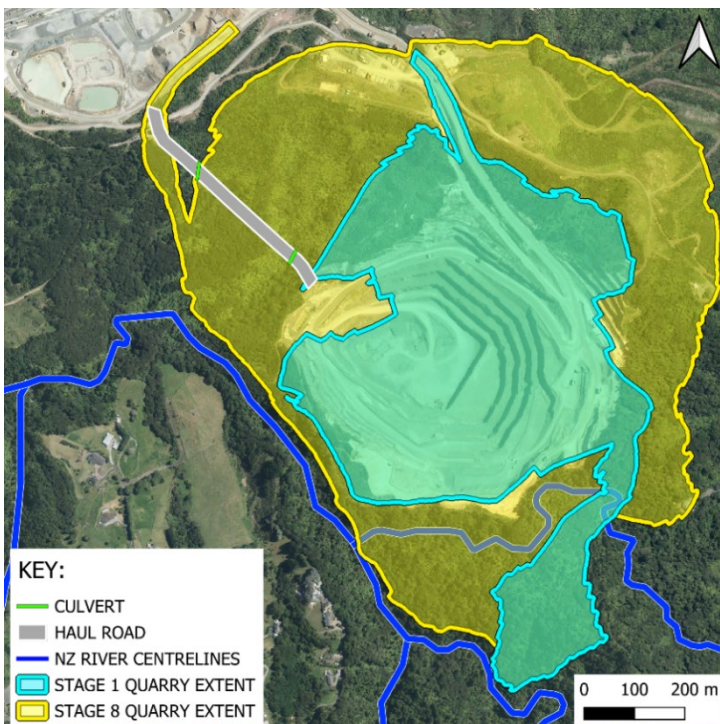 KEY:
CULVERT
HAUL ROAD
NZ RIVER CENTRELINES
STAGE 1 QUARRY EXTENT
STAGE 8 QUARRY EXTENT
0 100 200 m